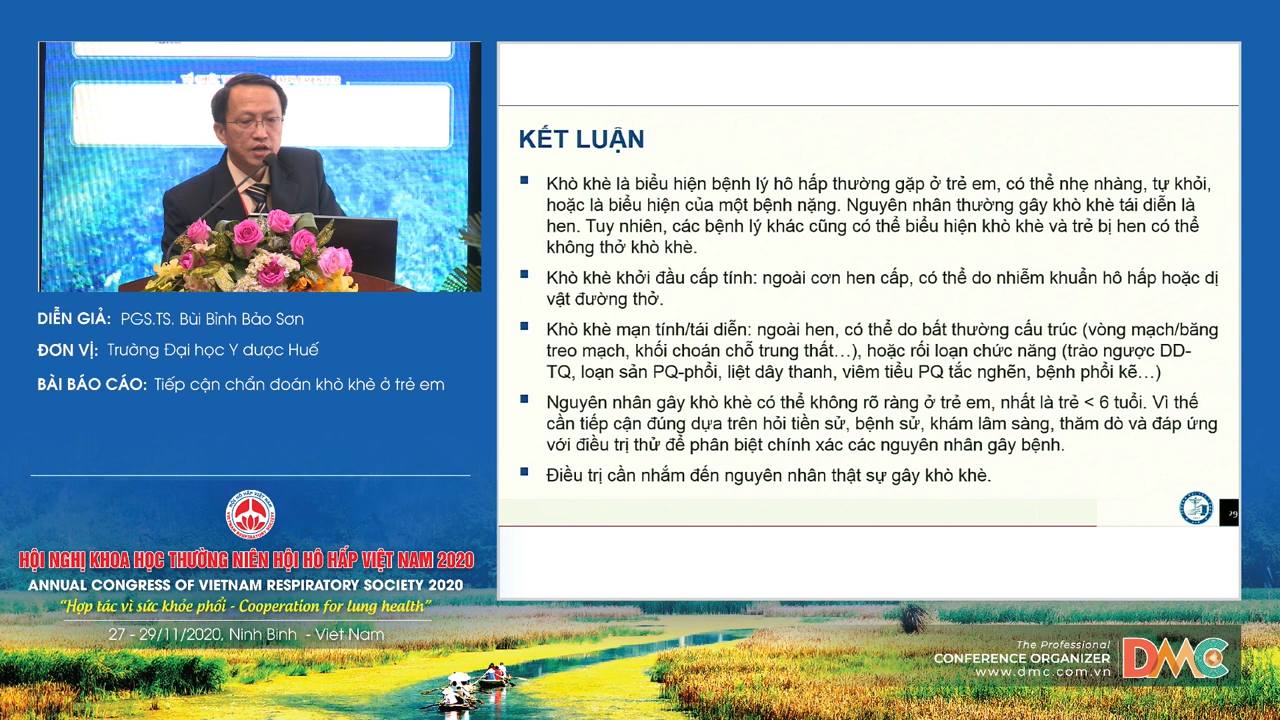 DIỄN GIẢ: PGS.TS. Bùi Bỉnh Bảo Sơn
ĐƠN VỊ: Trường Đại học Y dược Huế
BÀI BÁO CÁO: Tiếp cận chẩn đoán khò khè ở trẻ em
HỘI NGHỊ KHOA HỌC THƯỜNG NIÊN HỘI HÔ HẤP VIỆT NAM 2020
ANNUAL CONGRESS OF VIETNAM RESPIRATORY SOCIETY 2020
“Hợp tác vì sức khỏe phổi - Cooperation for lung health”
27 - 29/11/2020, Ninh Bình - Việt Nam
KẾT LUẬN
Khò khè là biểu hiện bệnh lý hô hấp thường gặp ở trẻ em, có thể nhẹ nhàng, tự khỏi,
hoặc là biểu hiện của một bệnh nặng. Nguyên nhân thường gây khò khè tái diễn là
hen. Tuy nhiên, các bệnh lý khác cũng có thể biểu hiện khò khè và trẻ bị hen có thể
không thở khò khè.
Khò khè khởi đầu cấp tính: ngoài cơn hen cấp, có thể do nhiễm khuẩn hô hấp hoặc dị
vật đường thở.
Khò khè mạn tính/tái diễn: ngoài hen, có thể do bất thường cấu trúc (vòng mạch/băng
treo mạch, khối choán chỗ trung thất…), hoặc rối loạn chức năng (trào ngược DD-
TQ, loạn sản PQ-phổi, liệt dây thanh, viêm tiểu PQ tắc nghẽn, bệnh phổi kẽ…)
Nguyên nhân gây khò khè có thể không rõ ràng ở trẻ em, nhất là trẻ < 6 tuổi. Vì thế
cần tiếp cận đúng dựa trên hỏi tiền sử, bệnh sử, khám lâm sàng, thăm dò và đáp ứng
với điều trị thử để phân biệt chính xác các nguyên nhân gây bệnh.
Điều trị cần nhắm đến nguyên nhân thật sự gây khò khè.
29
The Professional
CONFERENCE ORGANIZER
www.dmc.com.vn
DMC